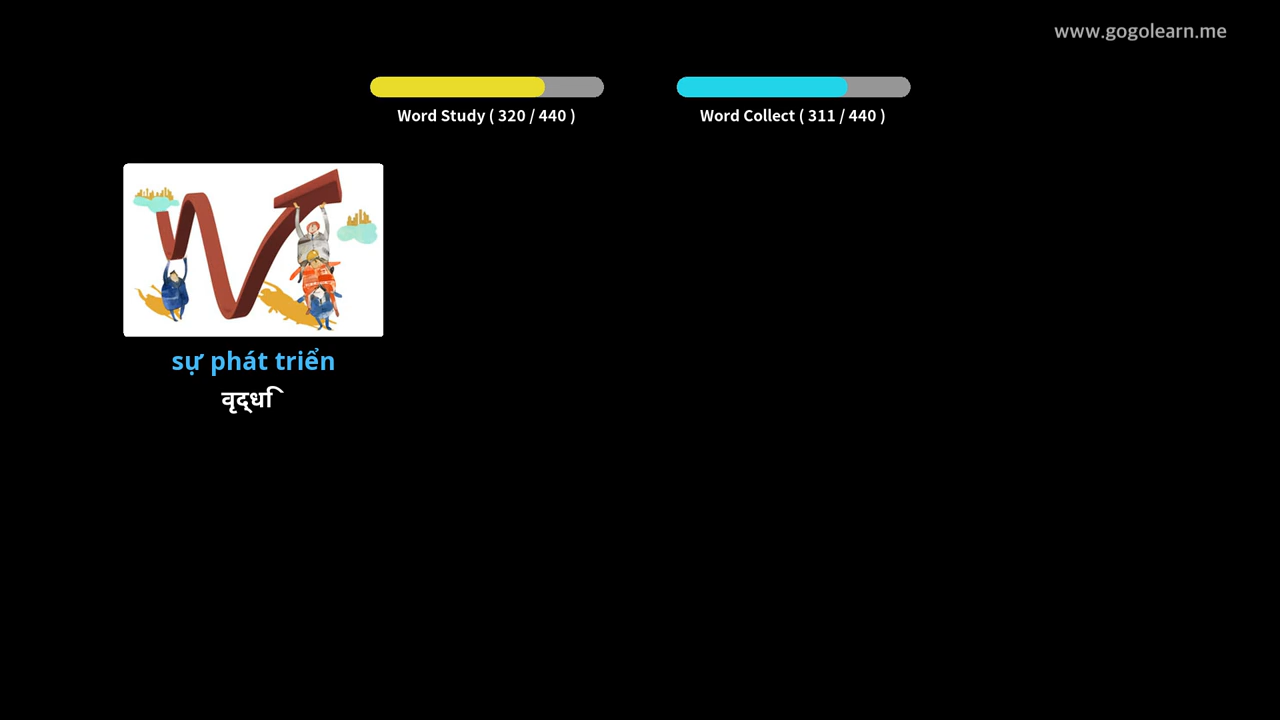 www.gogolearn.me
Word Study ( 320 / 440 )
Word Collect ( 311 / 440 )
sự phát triển
वृद्धि